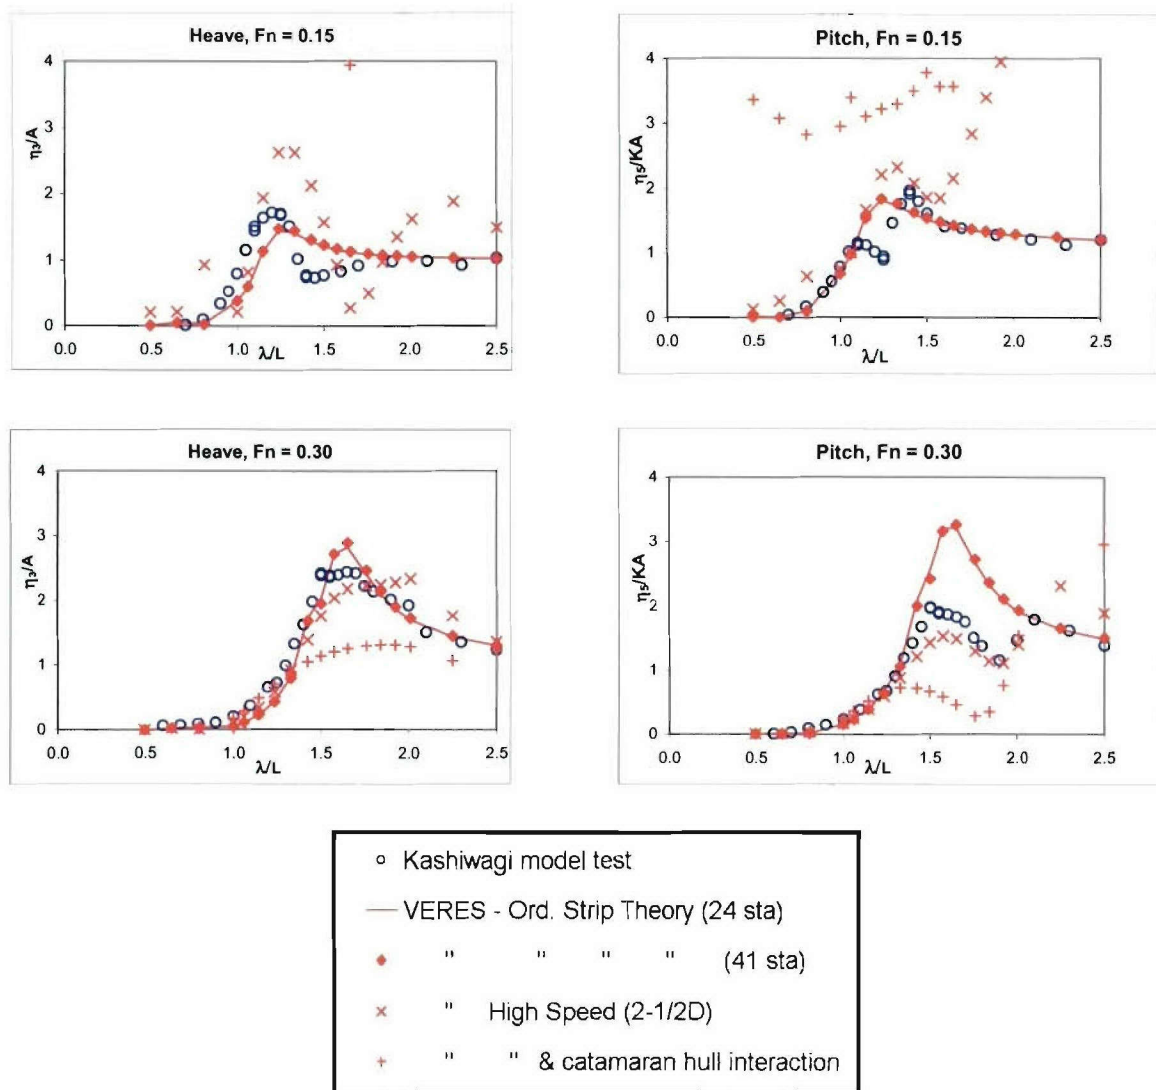 Heave, Fn = 0.15
4
3
2
1
0
η₃/A
0.0 0.5 1.0 1.5 2.0 2.5
λ/L
Pitch, Fn = 0.15
4
3
2
1
0
η₅/KA
0.0 0.5 1.0 1.5 2.0 2.5
λ/L
Heave, Fn = 0.30
4
3
2
1
0
η₃/A
0.0 0.5 1.0 1.5 2.0 2.5
λ/L
Pitch, Fn = 0.30
4
3
2
1
0
η₅/KA
0.0 0.5 1.0 1.5 2.0 2.5
λ/L
Kashiwagi model test
VERES - Ord. Strip Theory (24 sta)
" " " " (41 sta)
" High Speed (2-1/2D)
" " & catamaran hull interaction